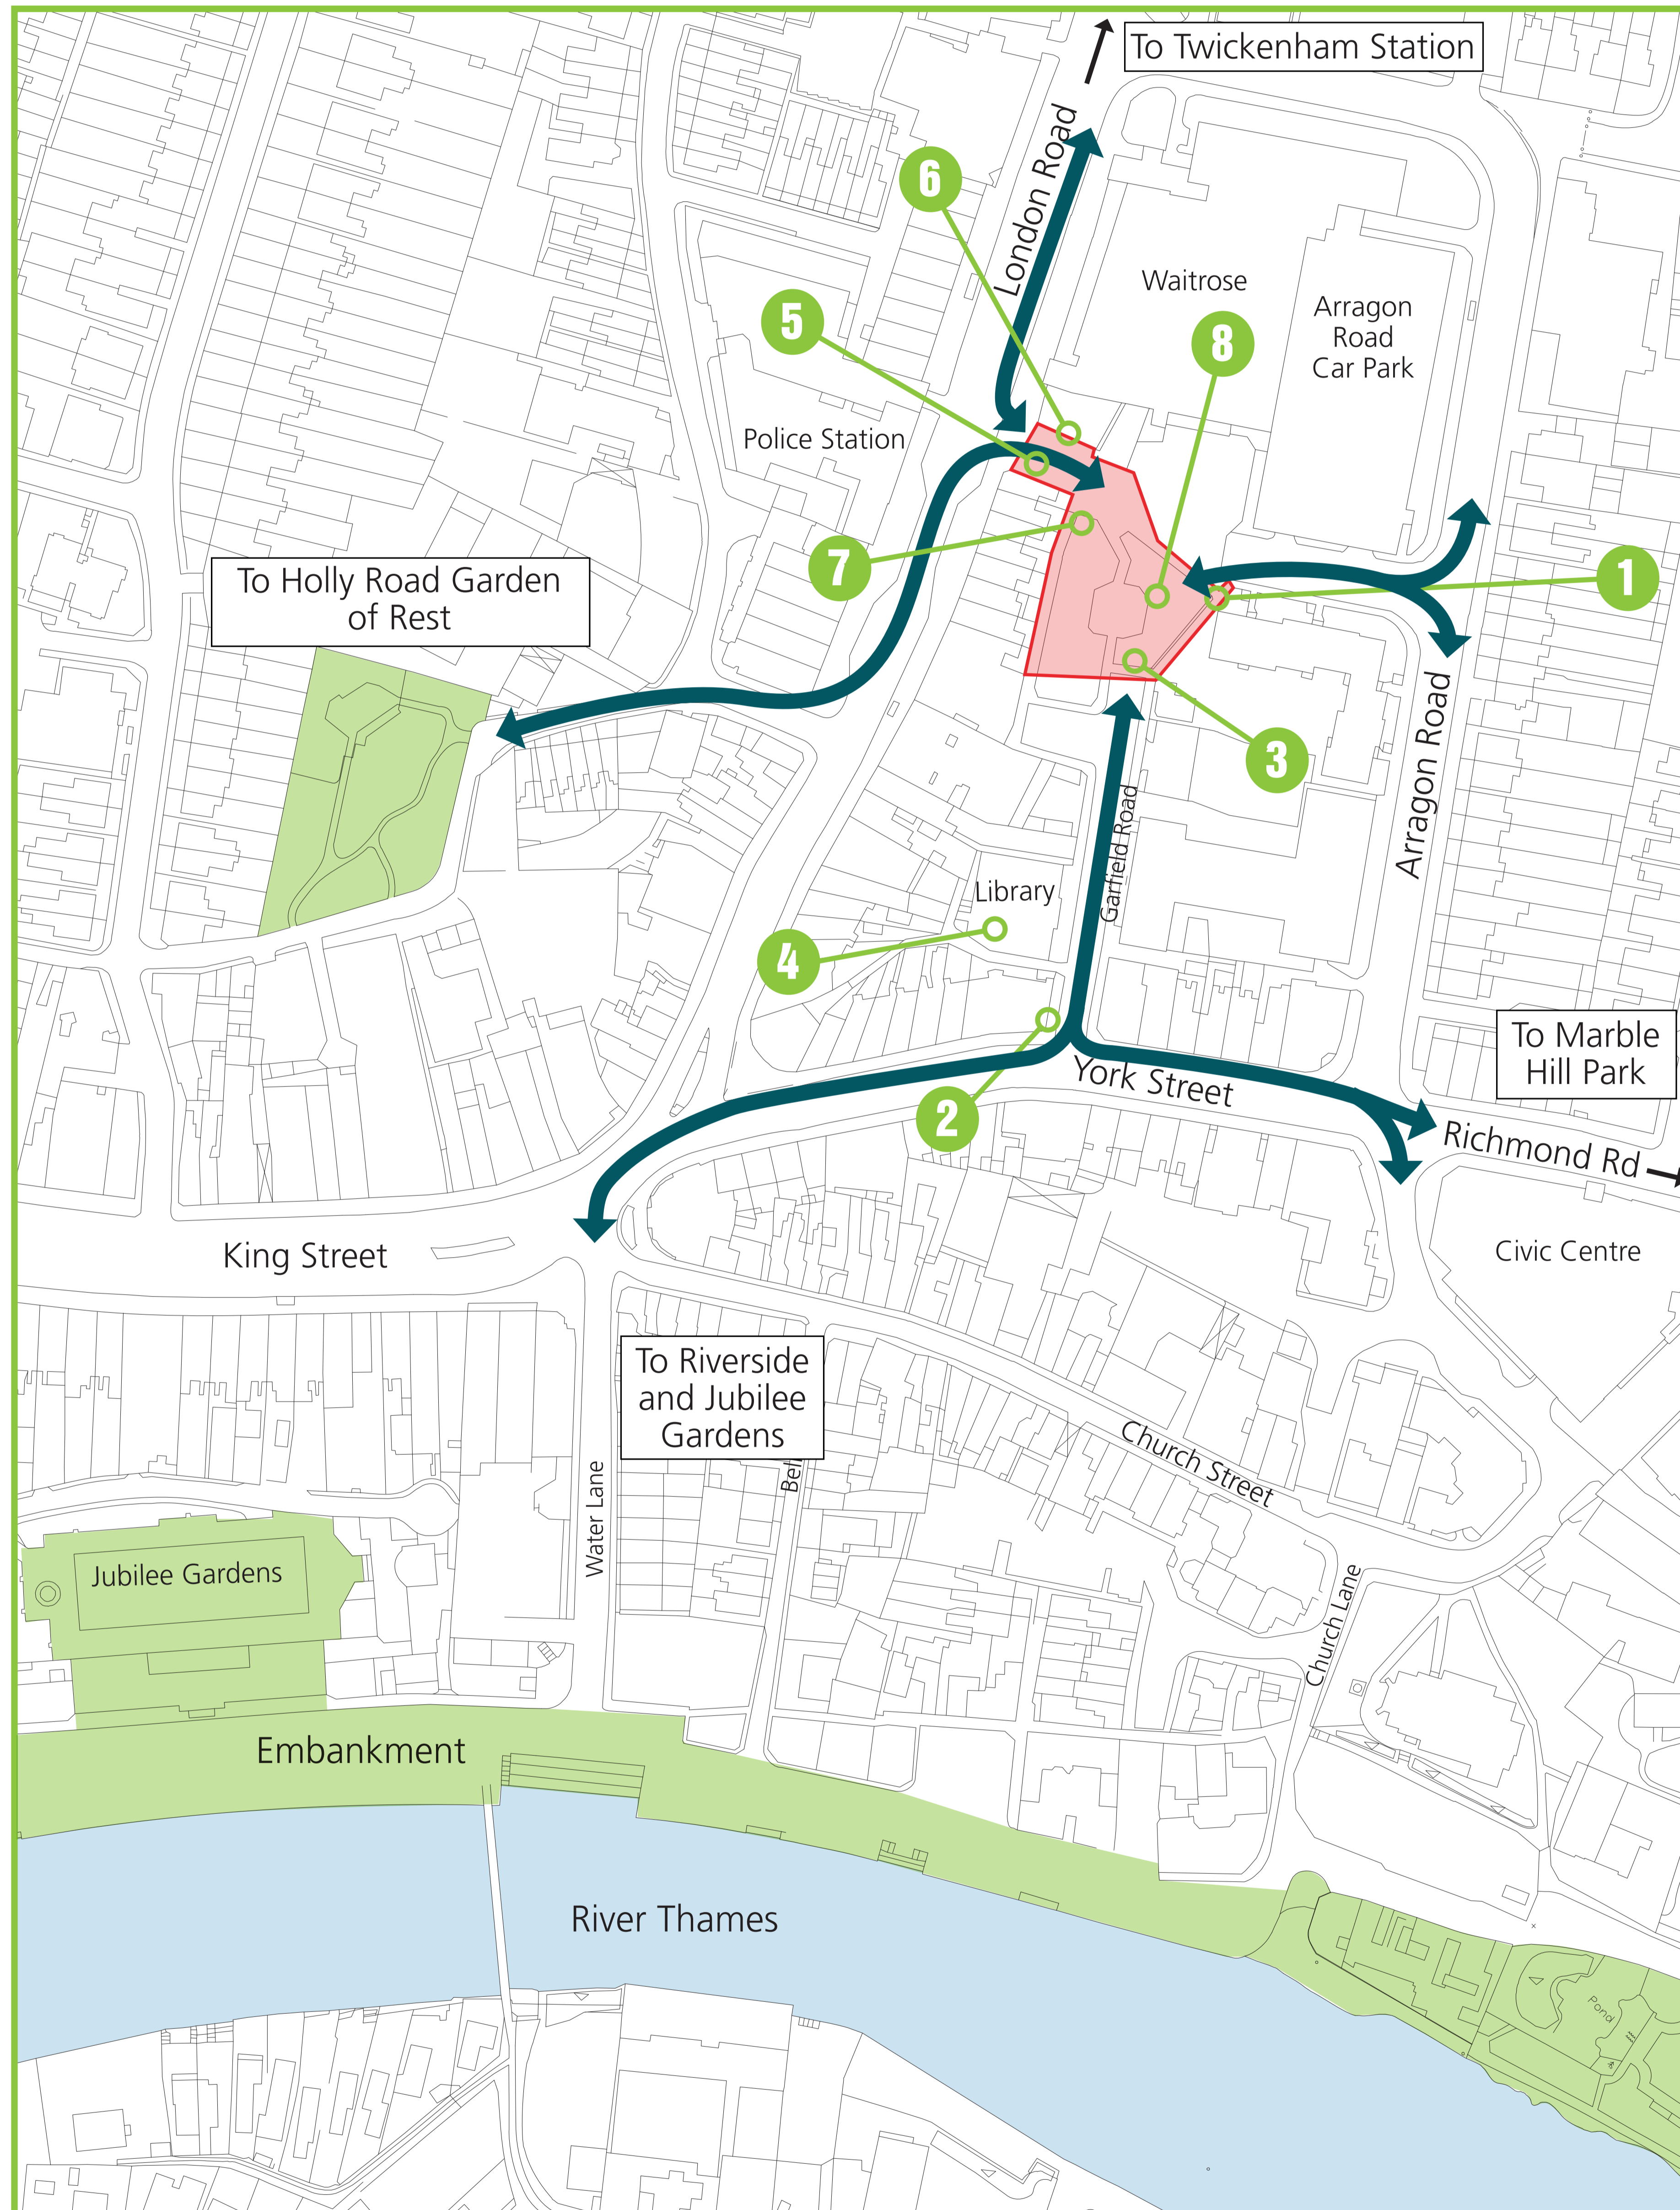 To Twickenham Station
London Road
6
Waitrose
Arragon
Road
Car Park
5
8
Police Station
7
1
To Holly Road Garden
of Rest
3
Arragon Road
Garfield Road
Library
4
To Marble
Hill Park
2
York Street
Richmond Rd
King Street
Civic Centre
To Riverside
and Jubilee
Gardens
Church Street
Bell
Water Lane
Jubilee Gardens
Church Lane
Embankment
River Thames
Pond